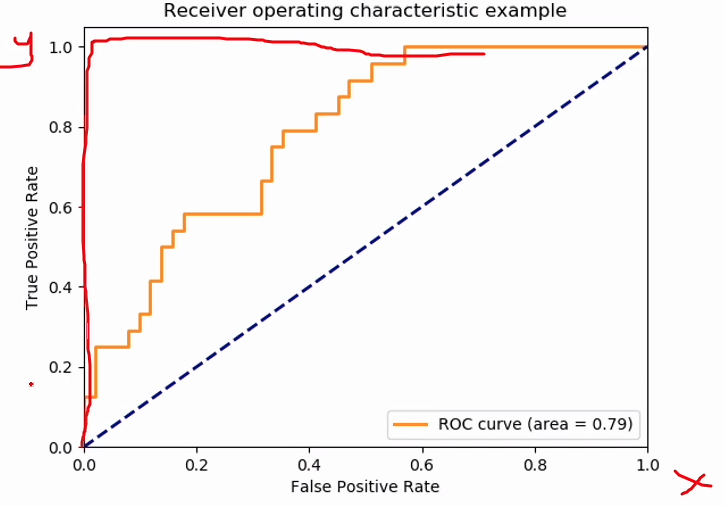 Receiver operating characteristic example
y
1.0
0.8
0.6
0.4
0.2
0.0
True Positive Rate
ROC curve (area = 0.79)
0.0 0.2 0.4 0.6 0.8 1.0
False Positive Rate
x